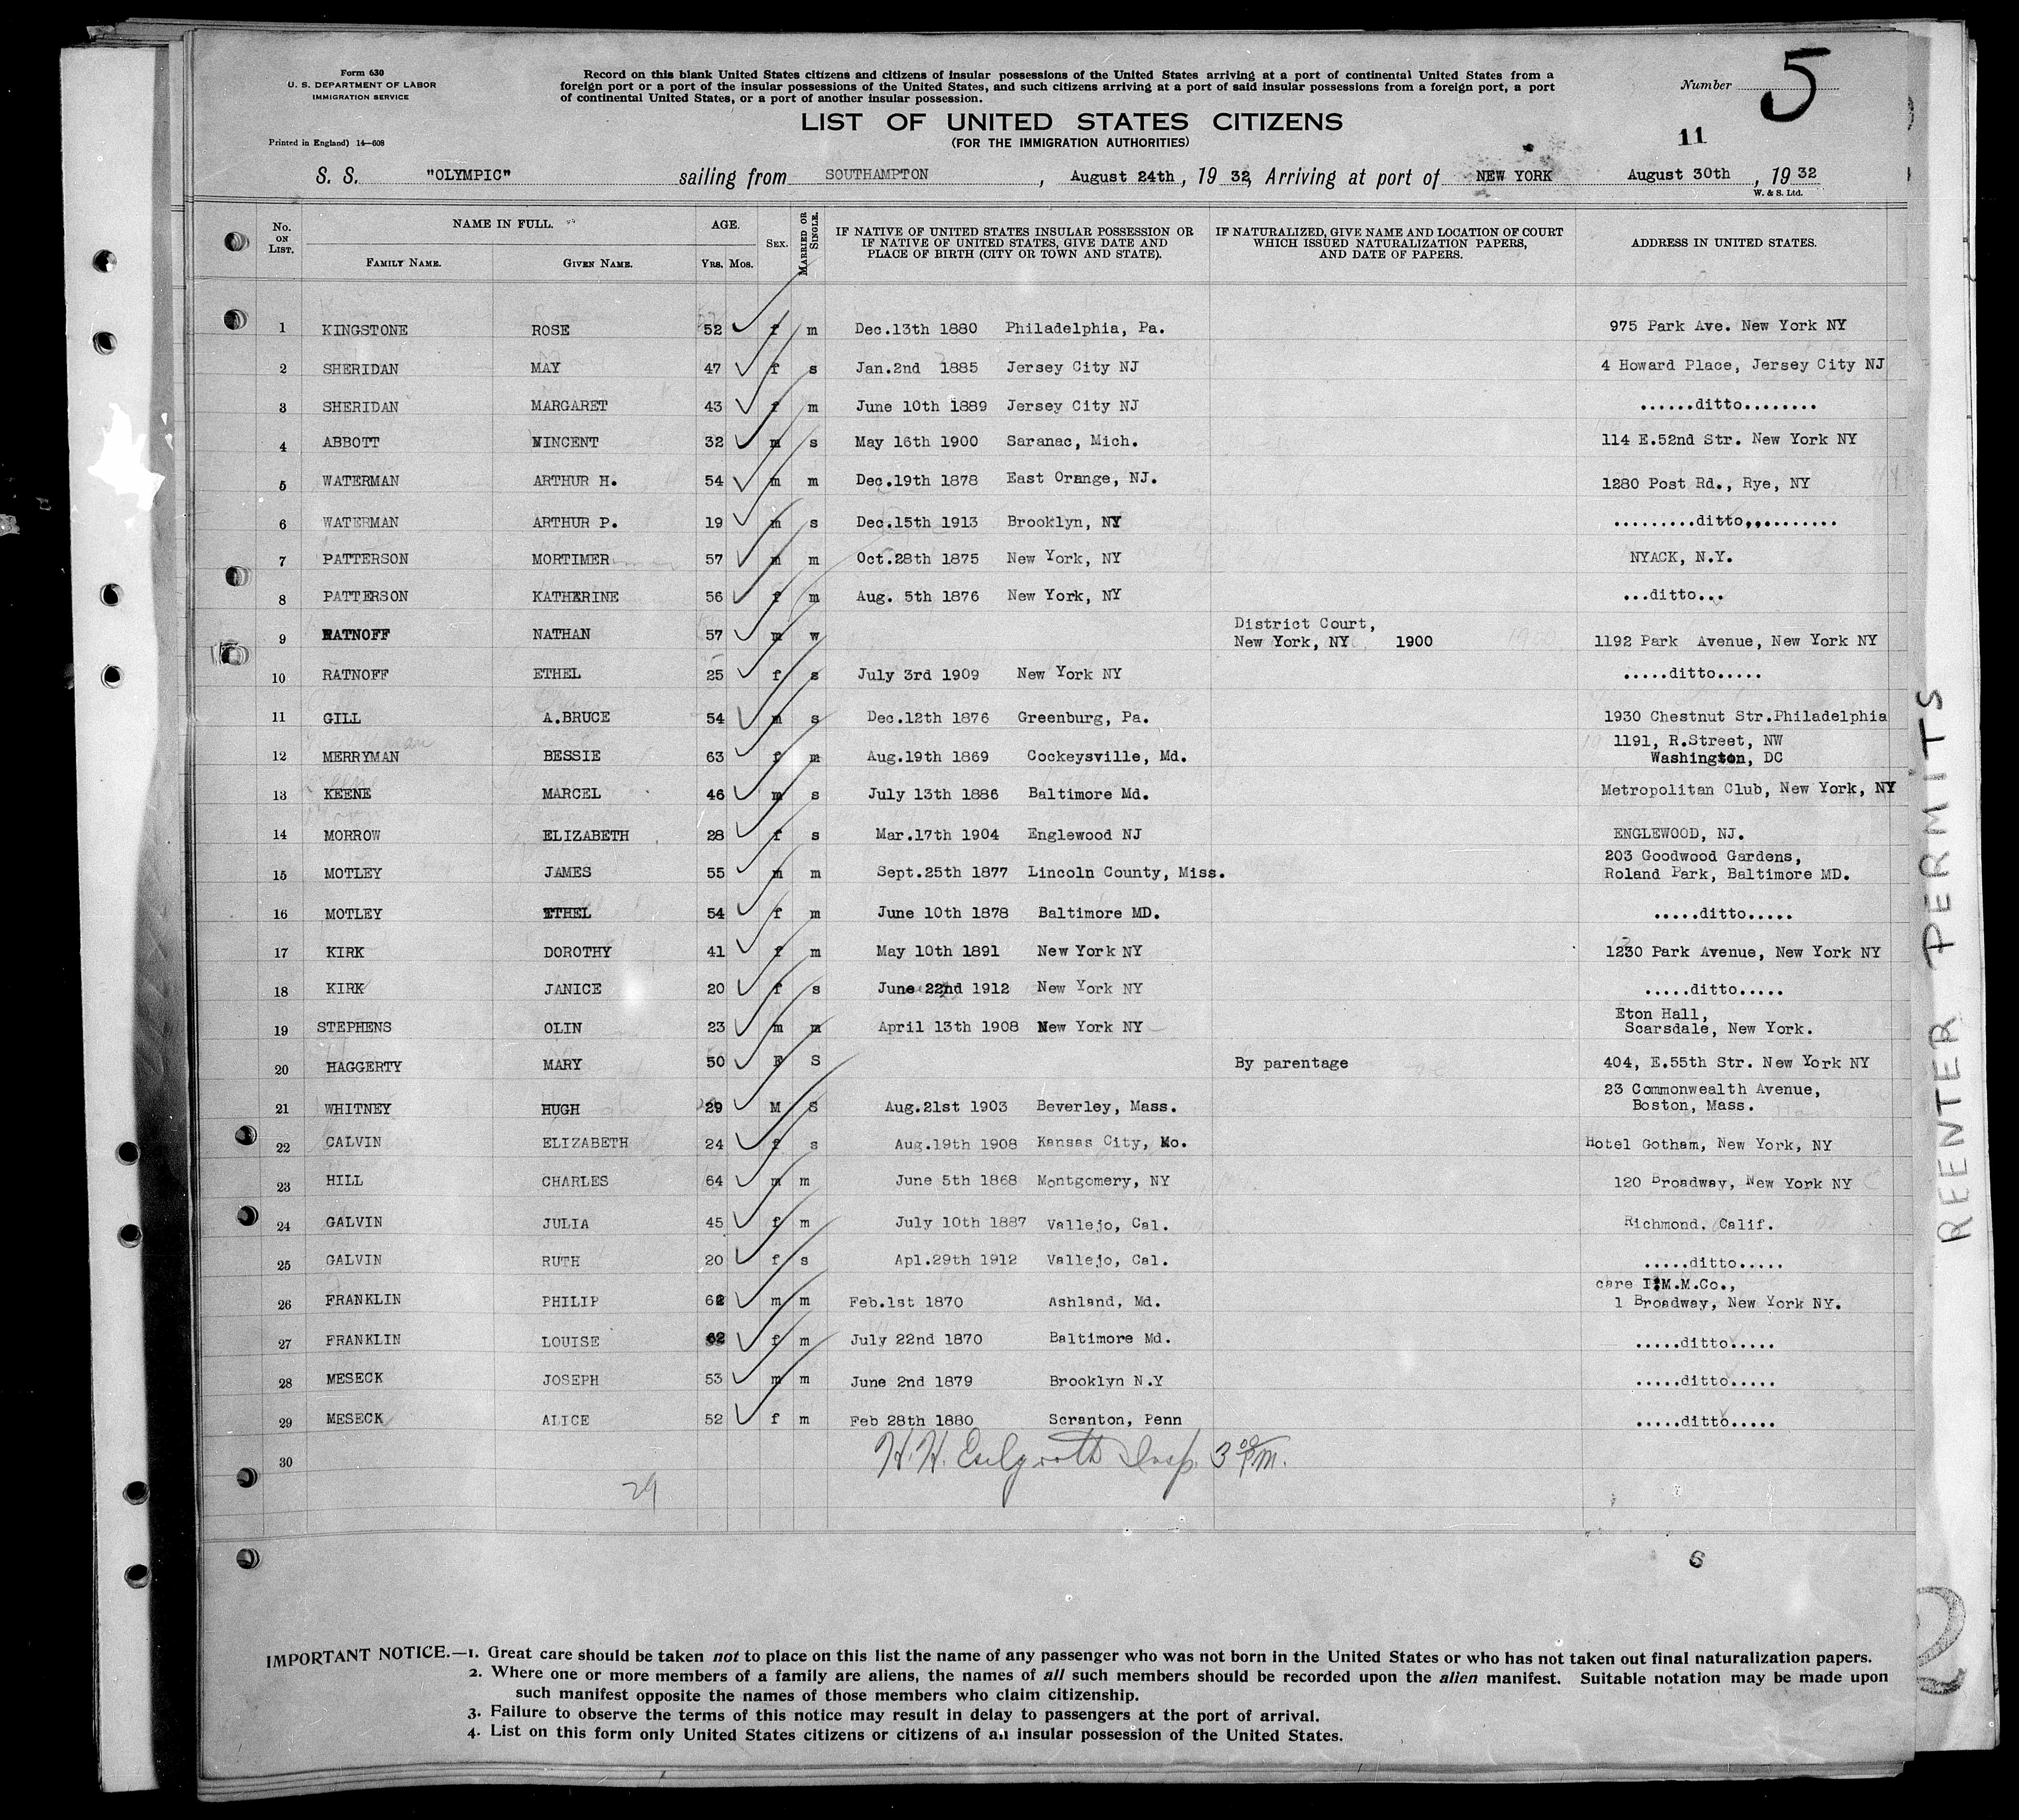 Form 630
U. S. DEPARTMENT OF LABOR
IMMIGRATION SERVICE
Printed in England) 14—608
Record on this blank United States citizens and citizens of insular possessions of the United States arriving at a port of continental United States from a
foreign port or a port of the insular possessions of the United States, and such citizens arriving at a port of said insular possessions from a foreign port, a port
of continental United States, or a port of another insular possession.
Number 5
LIST OF UNITED STATES CITIZENS
(FOR THE IMMIGRATION AUTHORITIES)
11
S. S. "OLYMPIC" sailing from SOUTHAMPTON, August 24th, 1932, Arriving at port of NEW YORK August 30th, 1932
W. & S. Ltd.
No. ON LIST. NAME IN FULL. FAMILY NAME. GIVEN NAME. AGE. YRS. MOS. SEX. MARRIED OR SINGLE. IF NATIVE OF UNITED STATES INSULAR POSSESSION OR IF NATIVE OF UNITED STATES, GIVE DATE AND PLACE OF BIRTH (CITY OR TOWN AND STATE). IF NATURALIZED, GIVE NAME AND LOCATION OF COURT WHICH ISSUED NATURALIZATION PAPERS, AND DATE OF PAPERS. ADDRESS IN UNITED STATES.
1 KINGSTONE ROSE 52 f m Dec.13th 1880 Philadelphia, Pa. 975 Park Ave. New York NY
2 SHERIDAN MAY 47 f s Jan.2nd 1885 Jersey City NJ 4 Howard Place, Jersey City NJ
3 SHERIDAN MARGARET 43 f m June 10th 1889 Jersey City NJ ......ditto........
4 ABBOTT VINCENT 32 m s May 16th 1900 Saranac, Mich. 114 E.52nd Str. New York NY
5 WATERMAN ARTHUR H. 54 m m Dec.19th 1878 East Orange, NJ. 1280 Post Rd., Rye, NY
6 WATERMAN ARTHUR P. 19 m s Dec.15th 1913 Brooklyn, NY .........ditto,,,.........
7 PATTERSON MORTIMER 57 m m Oct.28th 1875 New York, NY NYACK, N.Y.
8 PATTERSON KATHERINE 56 f m Aug. 5th 1876 New York, NY ...ditto...
9 RATNOFF NATHAN 57 m w District Court, New York, NY 1900 1192 Park Avenue, New York NY
10 RATNOFF ETHEL 25 f s July 3rd 1909 New York NY .....ditto.....
11 GILL A.BRUCE 54 m s Dec.12th 1876 Greenburg, Pa. 1930 Chestnut Str.Philadelphia
12 MERRYMAN BESSIE 63 f m Aug.19th 1869 Cockeysville, Md. 1191, R.Street, NW Washington, DC
13 KEENE MARCEL 46 m s July 13th 1886 Baltimore Md. Metropolitan Club, New York, NY
14 MORROW ELIZABETH 28 f s Mar.17th 1904 Englewood NJ ENGLEWOOD, NJ.
15 MOTLEY JAMES 55 m m Sept.25th 1877 Lincoln County, Miss. 203 Goodwood Gardens, Roland Park, Baltimore MD.
16 MOTLEY ETHEL 54 f m June 10th 1878 Baltimore MD. .....ditto.....
17 KIRK DOROTHY 41 f m May 10th 1891 New York NY 1230 Park Avenue, New York NY
18 KIRK JANICE 20 f s June 22nd 1912 New York NY .....ditto.....
19 STEPHENS OLIN 23 m m April 13th 1908 New York NY Eton Hall, Scarsdale, New York.
20 HAGGERTY MARY 50 F S By parentage 404, E.55th Str. New York NY
21 WHITNEY HUGH 29 M S Aug.21st 1903 Beverley, Mass. 23 Commonwealth Avenue, Boston, Mass.
22 CALVIN ELIZABETH 24 f s Aug.19th 1908 Kansas City, Mo. Hotel Gotham, New York, NY
23 HILL CHARLES 64 m m June 5th 1868 Montgomery, NY 120 Broadway, New York NY
24 GALVIN JULIA 45 f m July 10th 1887 Vallejo, Cal. Richmond, Calif.
25 GALVIN RUTH 20 f s Apl.29th 1912 Vallejo, Cal. .....ditto.....
26 FRANKLIN PHILIP 62 m m Feb.1st 1870 Ashland, Md. care I.M.M.Co., 1 Broadway, New York NY.
27 FRANKLIN LOUISE 62 f m July 22nd 1870 Baltimore Md. .....ditto.....
28 MESECK JOSEPH 53 m m June 2nd 1879 Brooklyn N.Y .....ditto.....
29 MESECK ALICE 52 f m Feb 28th 1880 Scranton, Penn .....ditto.....
30
H. H. Insp. 3 00 P.M.
29
6
REENTER PERMITS
IMPORTANT NOTICE.—1. Great care should be taken not to place on this list the name of any passenger who was not born in the United States or who has not taken out final naturalization papers.
2. Where one or more members of a family are aliens, the names of all such members should be recorded upon the alien manifest. Suitable notation may be made upon
such manifest opposite the names of those members who claim citizenship.
3. Failure to observe the terms of this notice may result in delay to passengers at the port of arrival.
4. List on this form only United States citizens or citizens of an insular possession of the United States.